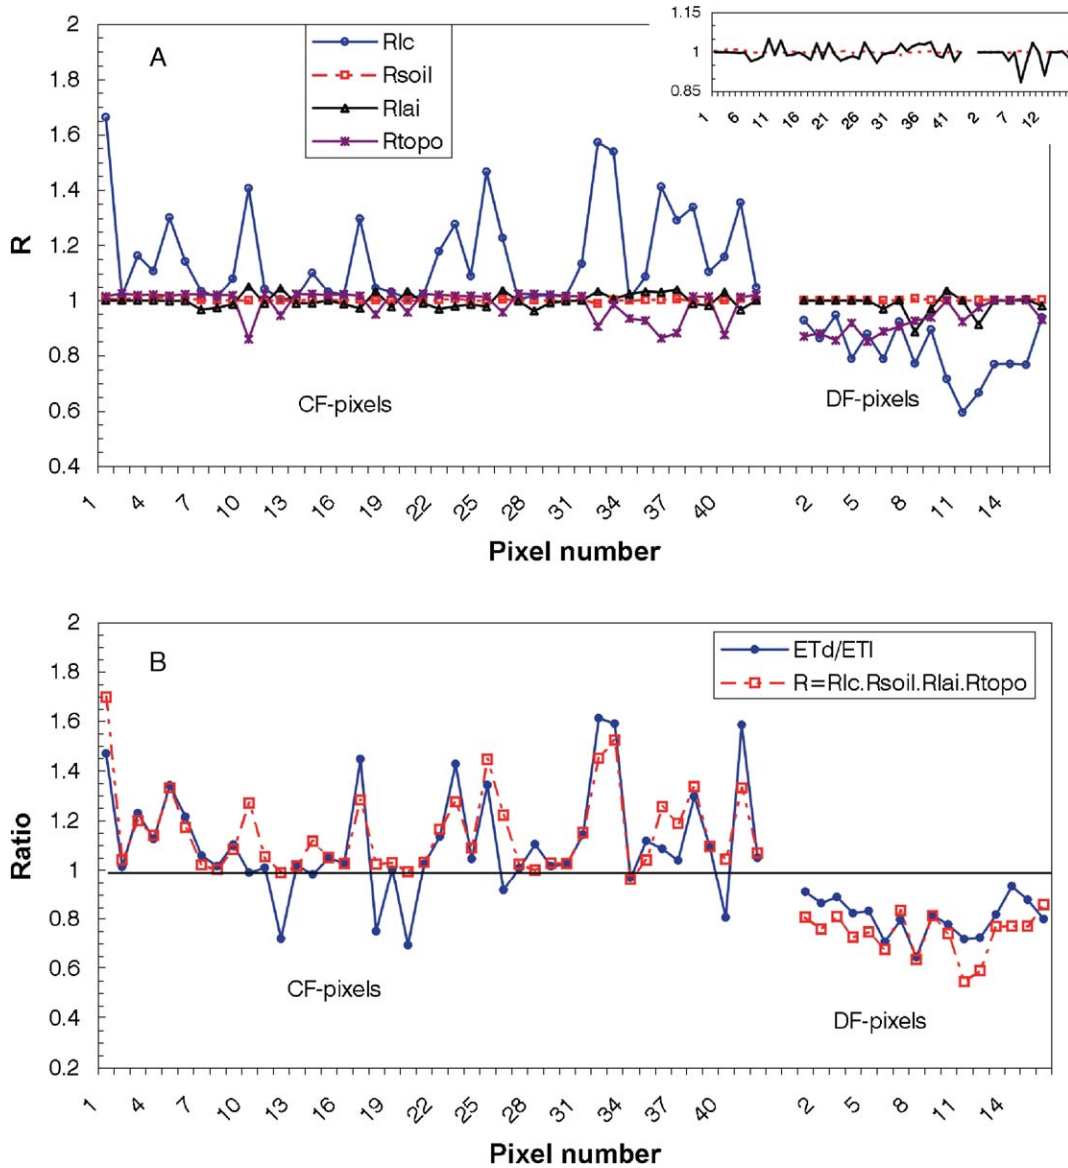 A
Rlc
Rsoil
Rlai
Rtopo
1.15
1
0.85
1 6 11 16 21 26 31 36 41 2 7 12
2
1.8
1.6
1.4
1.2
1
0.8
0.6
0.4
R
CF-pixels
DF-pixels
1 4 7 10 13 16 19 22 25 28 31 34 37 40 2 5 8 14
Pixel number
B
ETd/ETI
R=Rlc.Rsoil.Rlai.Rtopo
2
1.8
1.6
1.4
1.2
1
0.8
0.6
0.4
0.2
Ratio
CF-pixels
DF-pixels
1 4 7 10 13 16 19 22 25 28 31 34 37 40 2 5 8 14
Pixel number